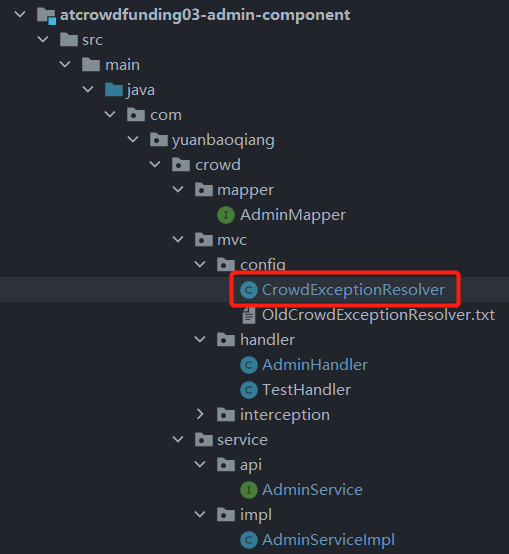 atcrowdfunding03-admin-component
src
main
java
com
yuanbaoqiang
crowd
mapper
I AdminMapper
mvc
config
C CrowdExceptionResolver
OldCrowdExceptionResolver.txt
handler
C AdminHandler
C TestHandler
interception
service
api
I AdminService
impl
C AdminServiceImpl